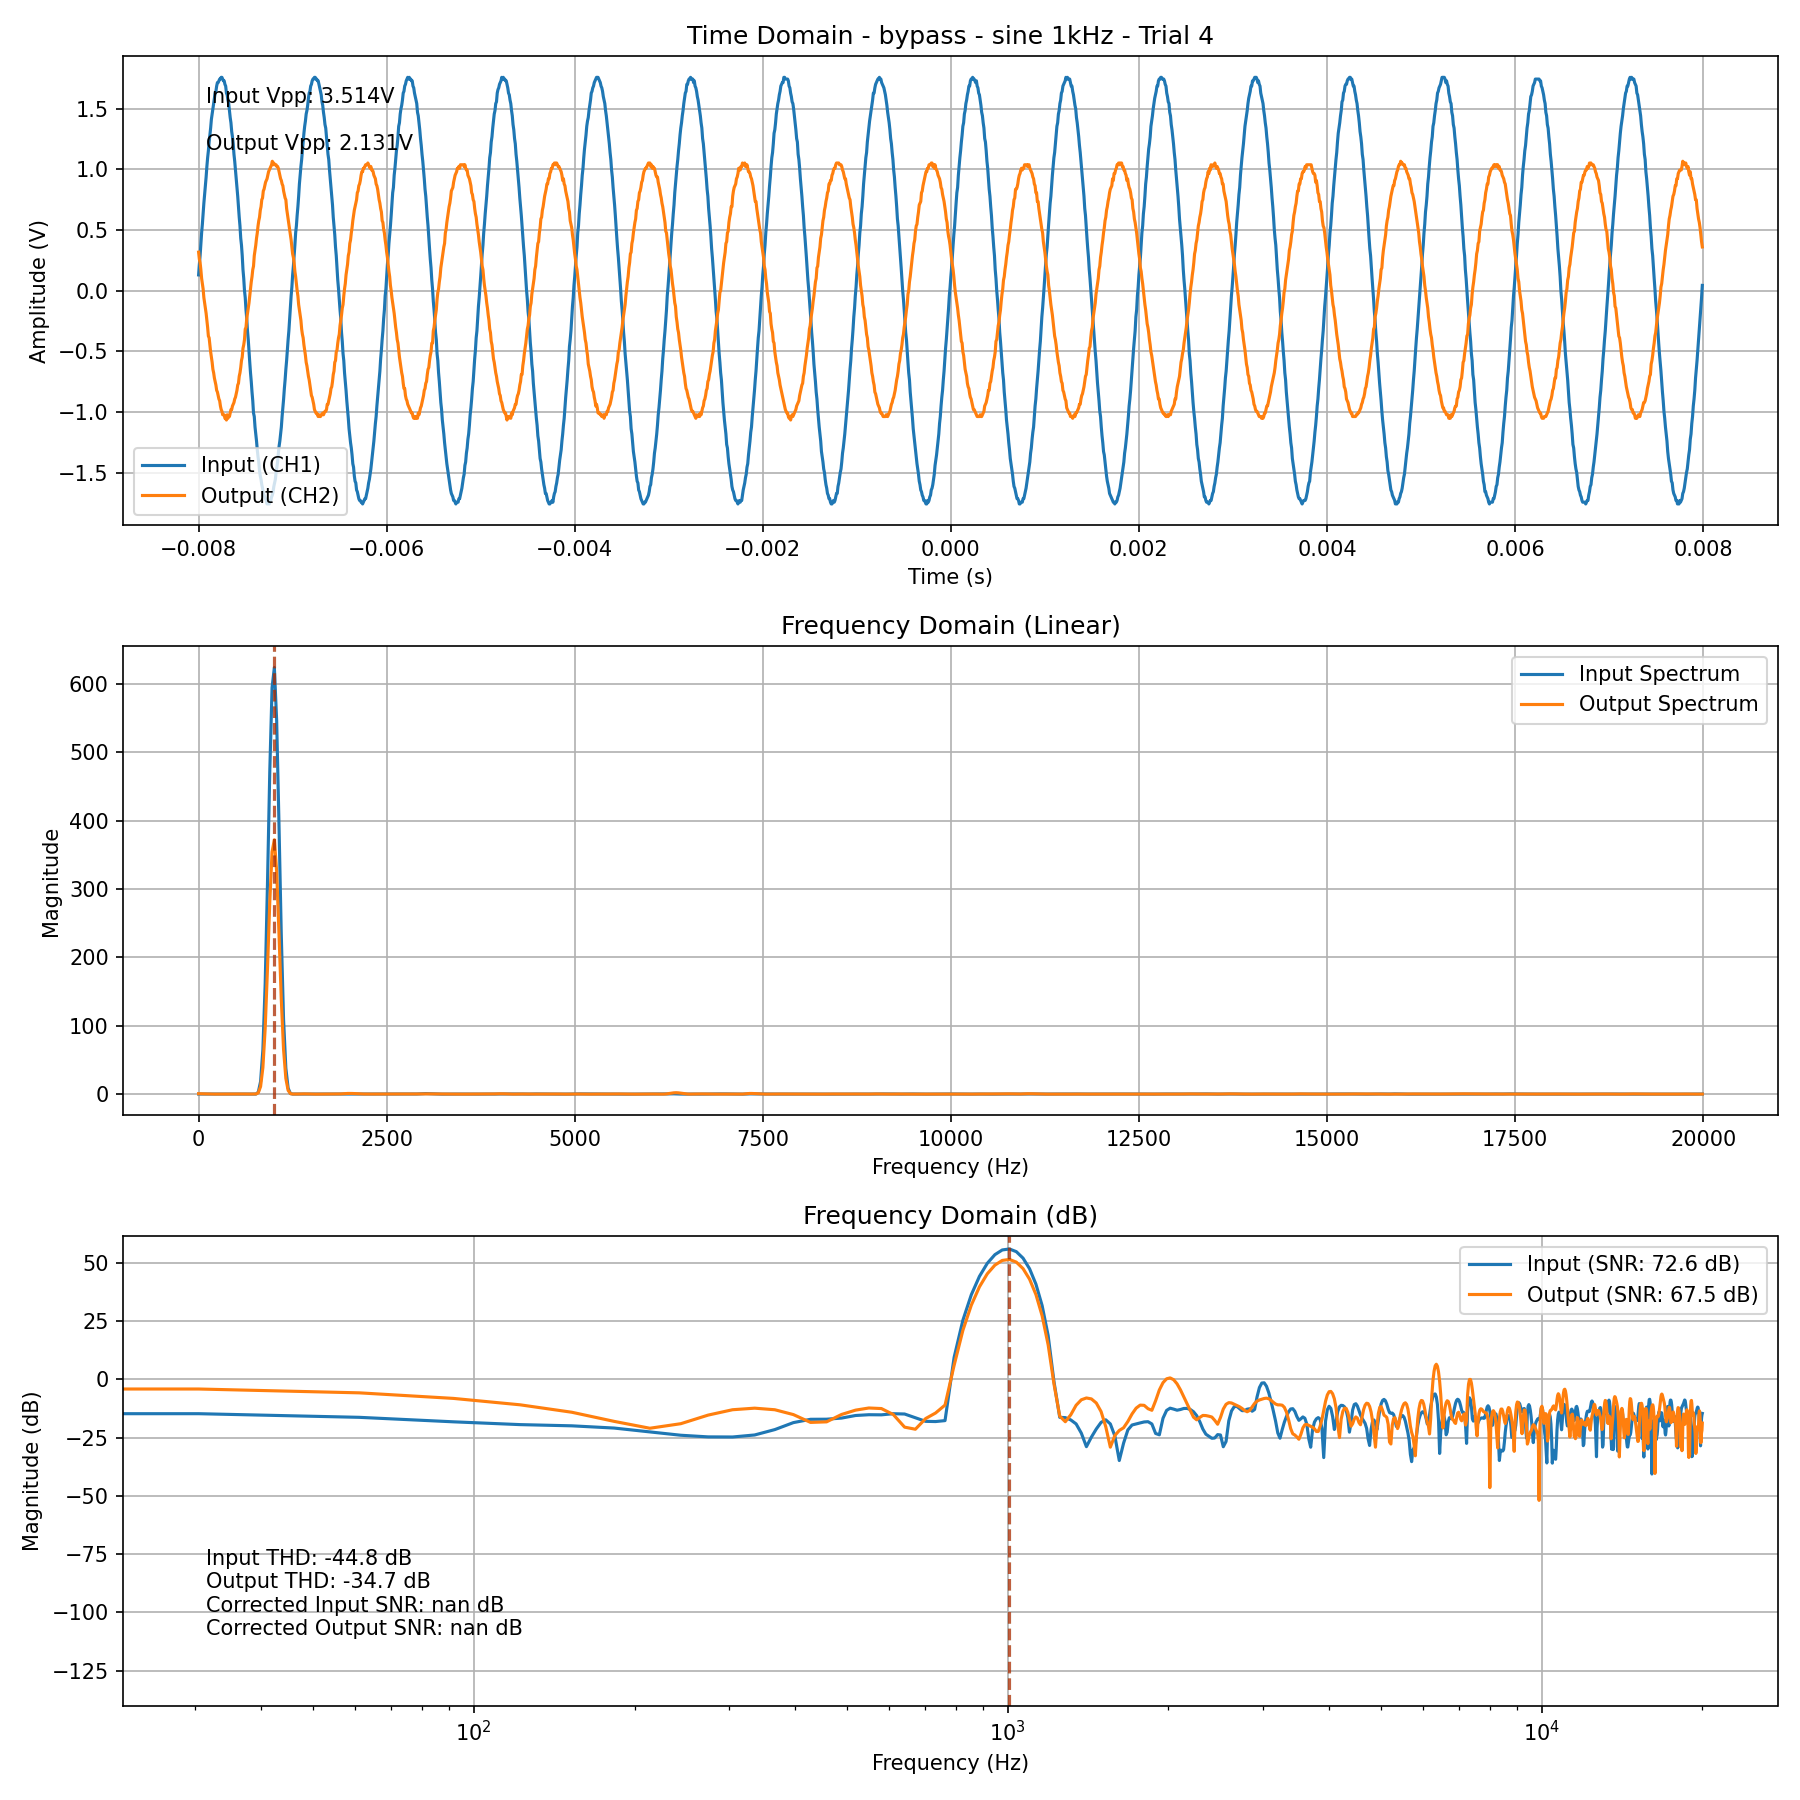 Time Domain - bypass - sine 1kHz - Trial 4
Input Vpp: 3.514V
Output Vpp: 2.131V
1.5
1.0
0.5
0.0
−0.5
−1.0
−1.5
Amplitude (V)
Input (CH1)
Output (CH2)
−0.008
−0.006
−0.004
−0.002
0.000
0.002
0.004
0.006
0.008
Time (s)
Frequency Domain (Linear)
Input Spectrum
Output Spectrum
600
500
400
300
200
100
0
Magnitude
0
2500
5000
7500
10000
12500
15000
17500
20000
Frequency (Hz)
Frequency Domain (dB)
Input (SNR: 72.6 dB)
Output (SNR: 67.5 dB)
50
25
0
−25
−50
−75
−100
−125
Magnitude (dB)
Input THD: -44.8 dB
Output THD: -34.7 dB
Corrected Input SNR: nan dB
Corrected Output SNR: nan dB
10²
10³
10⁴
Frequency (Hz)